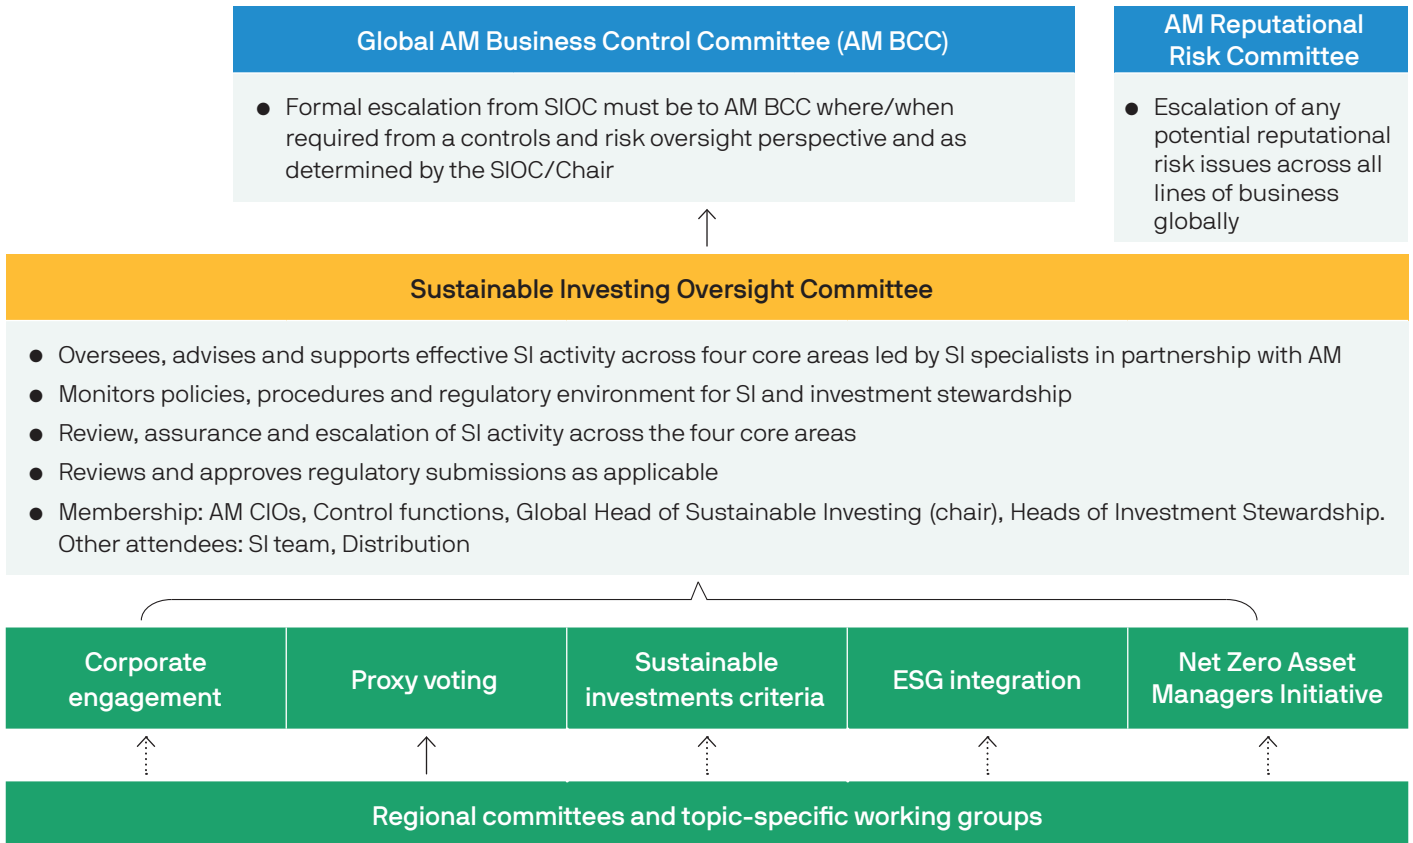 Global AM Business Control Committee (AM BCC)
● Formal escalation from SIOC must be to AM BCC where/when
required from a controls and risk oversight perspective and as
determined by the SIOC/Chair
AM Reputational
Risk Committee
● Escalation of any
potential reputational
risk issues across all
lines of business
globally
Sustainable Investing Oversight Committee
● Oversees, advises and supports effective SI activity across four core areas led by SI specialists in partnership with AM
● Monitors policies, procedures and regulatory environment for SI and investment stewardship
● Review, assurance and escalation of SI activity across the four core areas
● Reviews and approves regulatory submissions as applicable
● Membership: AM CIOs, Control functions, Global Head of Sustainable Investing (chair), Heads of Investment Stewardship.
Other attendees: SI team, Distribution
Corporate
engagement
Proxy voting
Sustainable
investments criteria
ESG integration
Net Zero Asset
Managers Initiative
Regional committees and topic-specific working groups